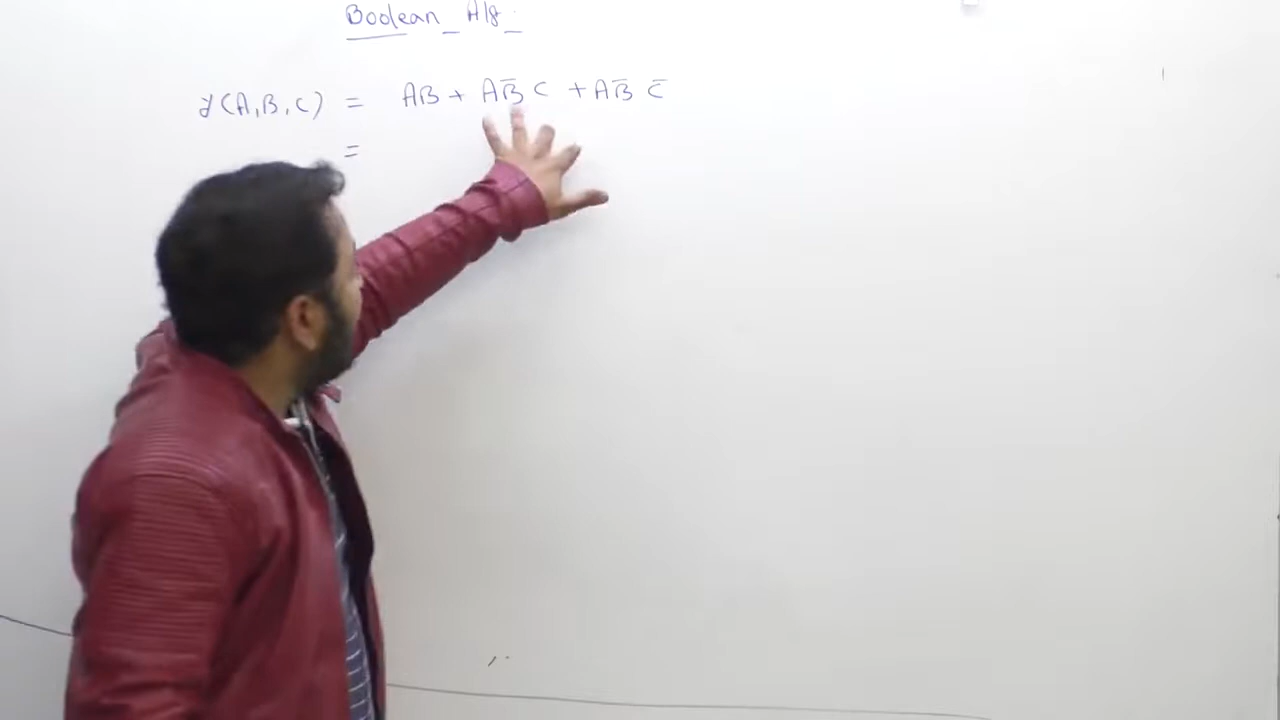 Boolean Alg.
y(A,B,C) = AB + AB̅C + AB̅ C̅
=